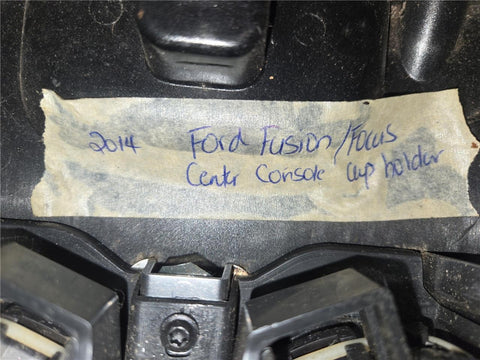 2014 Ford Fusion/Focus
Center Console Cup holder